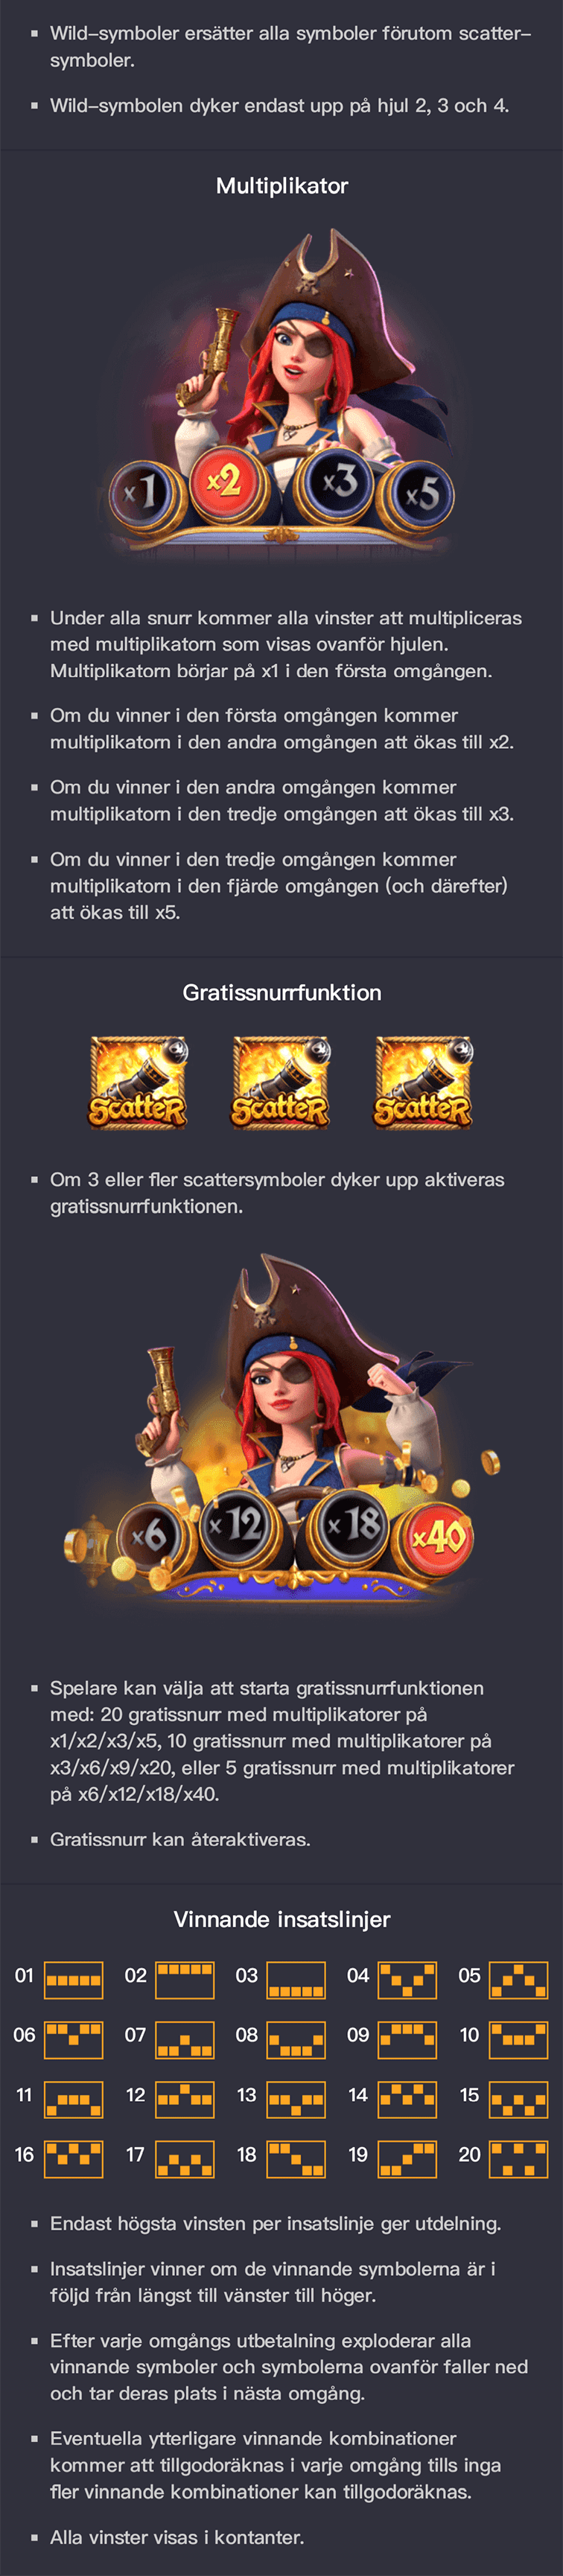 ▪ Wild-symboler ersätter alla symboler förutom scatter-
symboler.
▪ Wild-symbolen dyker endast upp på hjul 2, 3 och 4.
Multiplikator
x1 x2 x3 x5
▪ Under alla snurr kommer alla vinster att multipliceras
med multiplikatorn som visas ovanför hjulen.
Multiplikatorn börjar på x1 i den första omgången.
▪ Om du vinner i den första omgången kommer
multiplikatorn i den andra omgången att ökas till x2.
▪ Om du vinner i den andra omgången kommer
multiplikatorn i den tredje omgången att ökas till x3.
▪ Om du vinner i den tredje omgången kommer
multiplikatorn i den fjärde omgången (och därefter)
att ökas till x5.
Gratissnurrfunktion
Scatter Scatter Scatter
▪ Om 3 eller fler scattersymboler dyker upp aktiveras
gratissnurrfunktionen.
x6 x12 x18 x40
▪ Spelare kan välja att starta gratissnurrfunktionen
med: 20 gratissnurr med multiplikatorer på
x1/x2/x3/x5, 10 gratissnurr med multiplikatorer på
x3/x6/x9/x20, eller 5 gratissnurr med multiplikatorer
på x6/x12/x18/x40.
▪ Gratissnurr kan återaktiveras.
Vinnande insatslinjer
01 02 03 04 05
06 07 08 09 10
11 12 13 14 15
16 17 18 19 20
▪ Endast högsta vinsten per insatslinje ger utdelning.
▪ Insatslinjer vinner om de vinnande symbolerna är i
följd från längst till vänster till höger.
▪ Efter varje omgångs utbetalning exploderar alla
vinnande symboler och symbolerna ovanför faller ned
och tar deras plats i nästa omgång.
▪ Eventuella ytterligare vinnande kombinationer
kommer att tillgodoräknas i varje omgång tills inga
fler vinnande kombinationer kan tillgodoräknas.
▪ Alla vinster visas i kontanter.